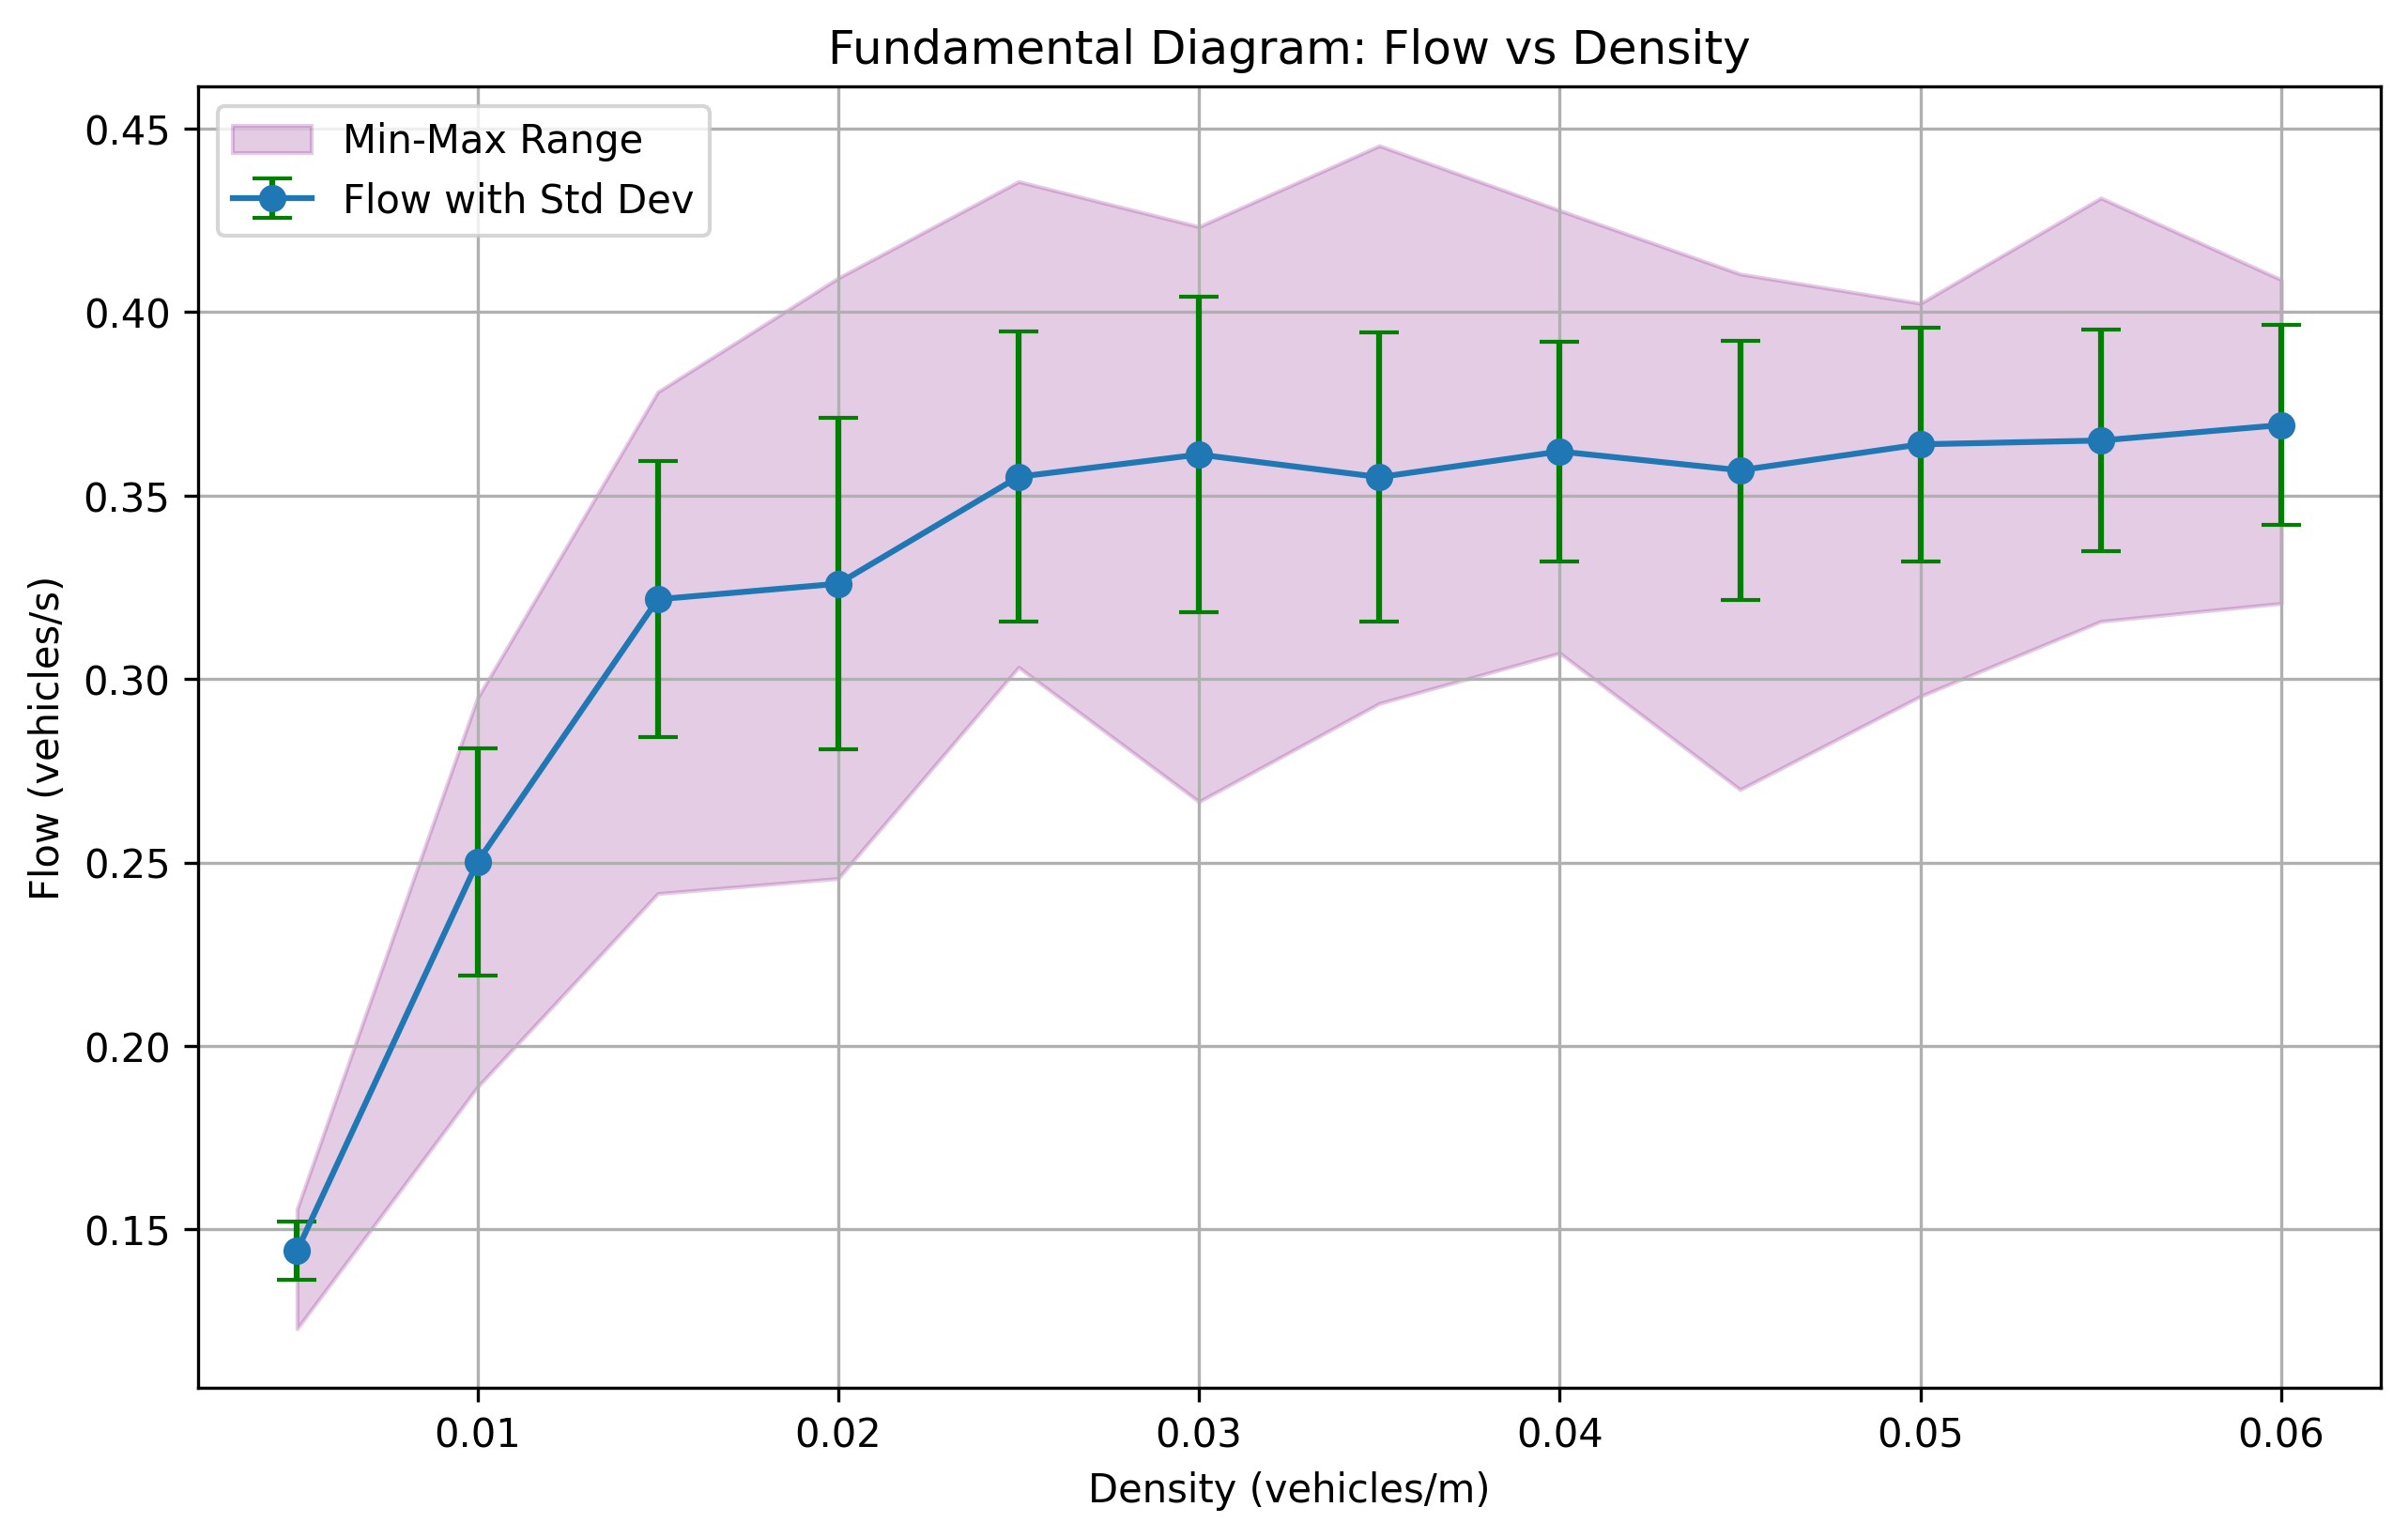 Fundamental Diagram: Flow vs Density
Min-Max Range
Flow with Std Dev
0.45
0.40
0.35
0.30
0.25
0.20
0.15
Flow (vehicles/s)
0.01 0.02 0.03 0.04 0.05 0.06
Density (vehicles/m)